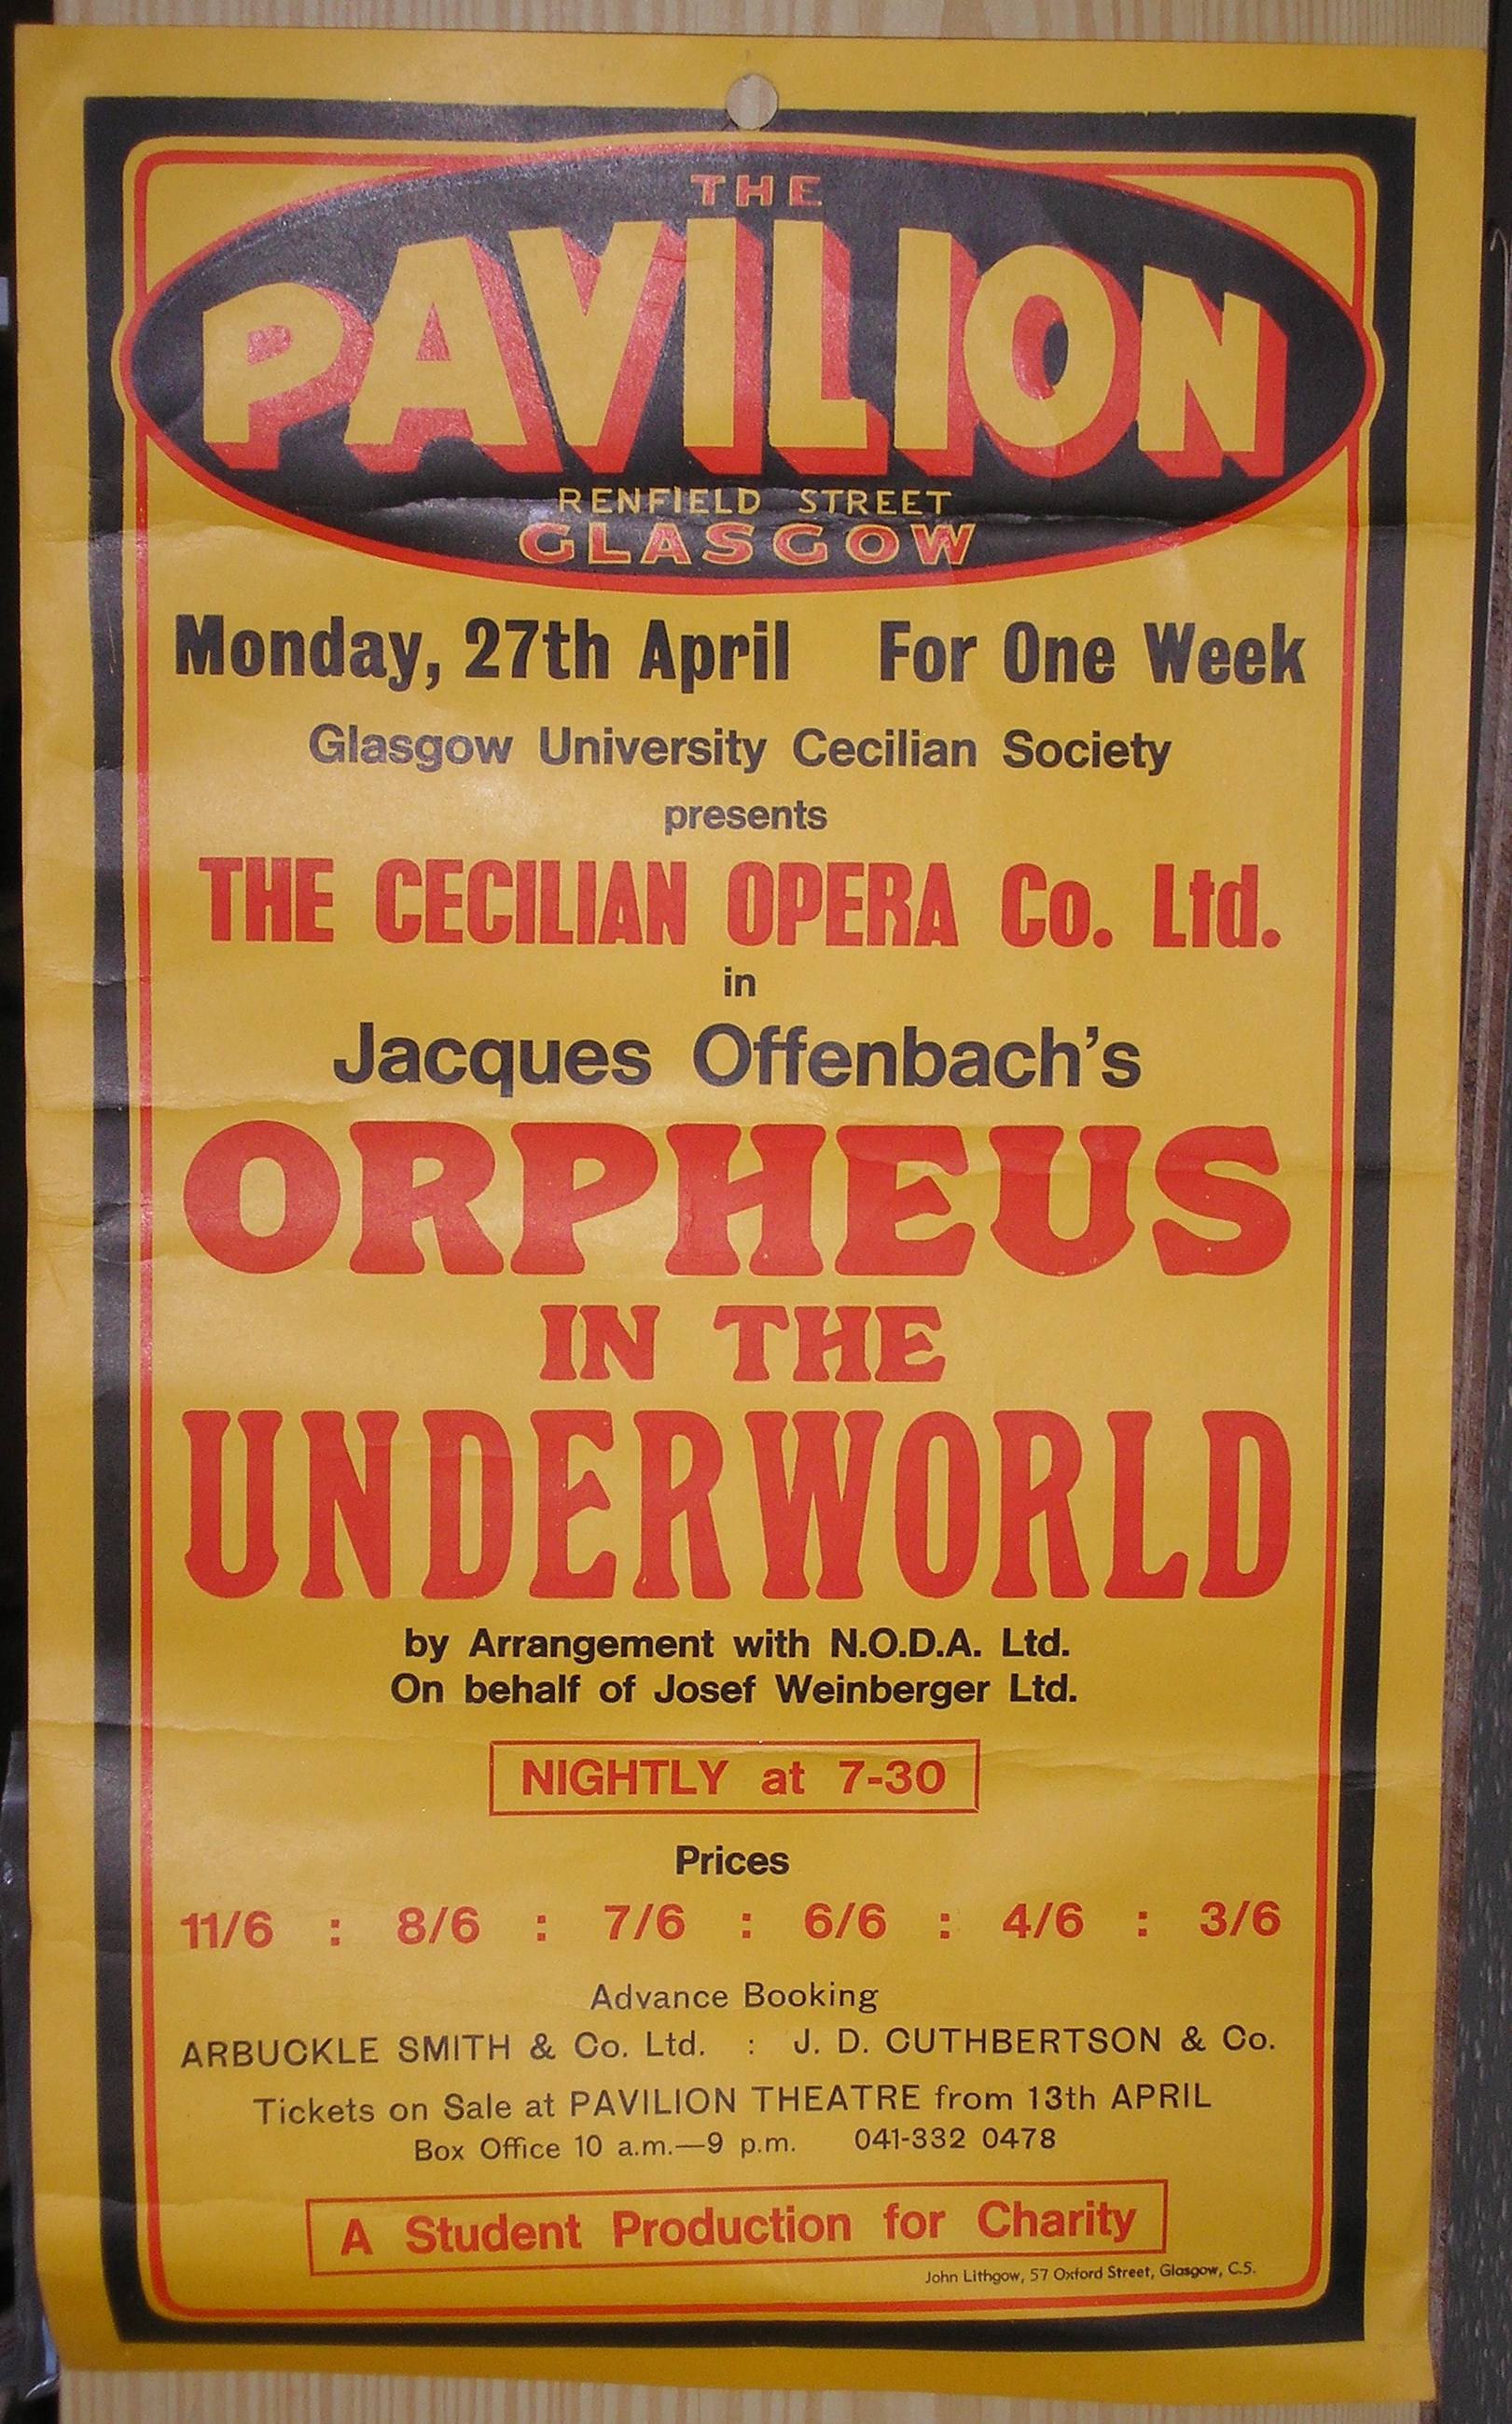 THE
PAVILION
RENFIELD STREET
GLASGOW
Monday, 27th April For One Week
Glasgow University Cecilian Society
presents
THE CECILIAN OPERA Co. Ltd.
in
Jacques Offenbach's
ORPHEUS
IN THE
UNDERWORLD
by Arrangement with N.O.D.A. Ltd.
On behalf of Josef Weinberger Ltd.
NIGHTLY at 7-30
Prices
11/6 : 8/6 : 7/6 : 6/6 : 4/6 : 3/6
Advance Booking
ARBUCKLE SMITH & Co. Ltd. : J. D. CUTHBERTSON & Co.
Tickets on Sale at PAVILION THEATRE from 13th APRIL
Box Office 10 a.m.—9 p.m. 041-332 0478
A Student Production for Charity
John Lithgow, 57 Oxford Street, Glasgow, C.5.